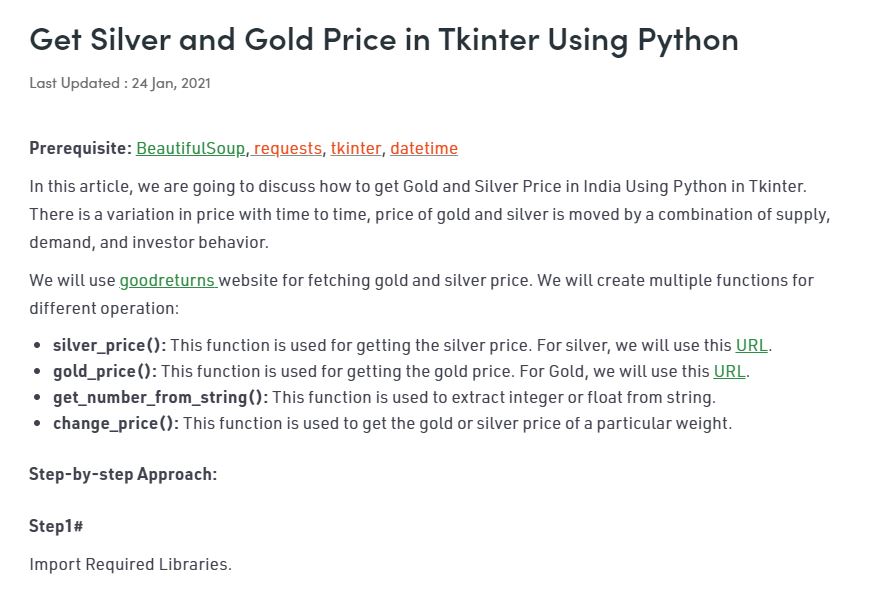 Get Silver and Gold Price in Tkinter Using Python
Last Updated : 24 Jan, 2021
Prerequisite: BeautifulSoup, requests, tkinter, datetime
In this article, we are going to discuss how to get Gold and Silver Price in India Using Python in Tkinter.
There is a variation in price with time to time, price of gold and silver is moved by a combination of supply,
demand, and investor behavior.
We will use goodreturns website for fetching gold and silver price. We will create multiple functions for
different operation:
• silver_price(): This function is used for getting the silver price. For silver, we will use this URL.
• gold_price(): This function is used for getting the gold price. For Gold, we will use this URL.
• get_number_from_string(): This function is used to extract integer or float from string.
• change_price(): This function is used to get the gold or silver price of a particular weight.
Step-by-step Approach:
Step1#
Import Required Libraries.